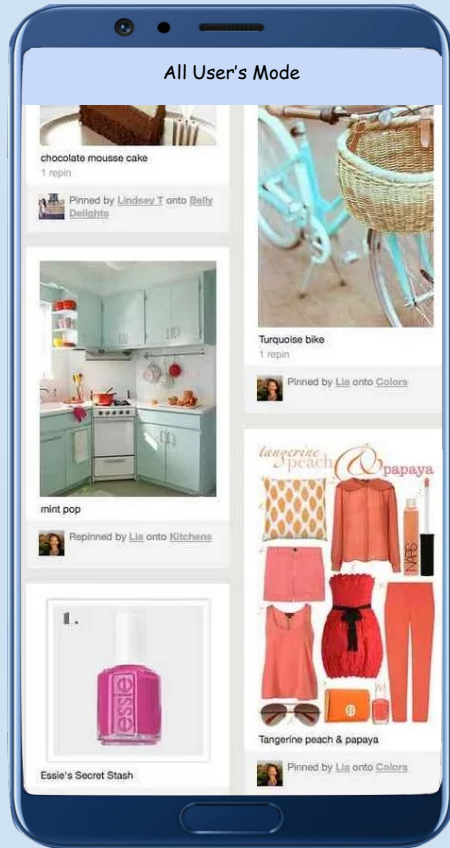 All User's Mode
chocolate mousse cake
1 repin
Pinned by Lindsey T onto Belly
Delights
mint pop
Repinned by Lia onto Kitchens
1.
essie
Essie's Secret Stash
Turquoise bike
1 repin
Pinned by Lia onto Colors
tangerine
peach & papaya
NARS
Tangerine peach & papaya
Pinned by Lia onto Colors